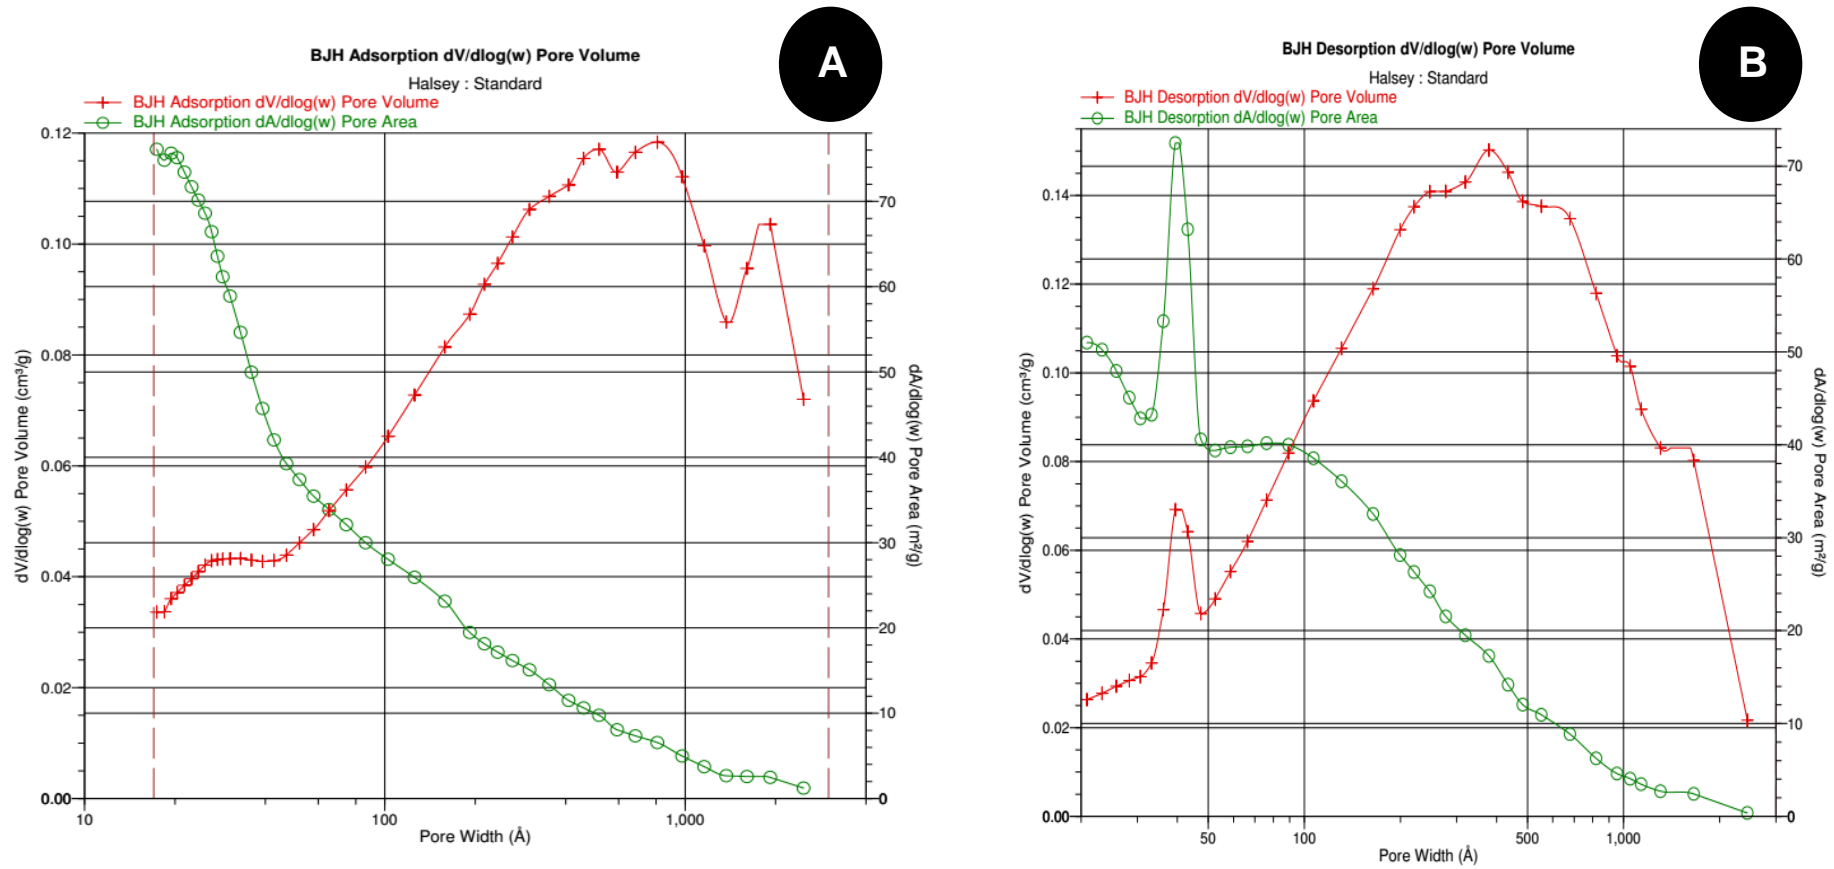 A
BJH Adsorption dV/dlog(w) Pore Volume
Halsey : Standard
BJH Adsorption dV/dlog(w) Pore Volume
BJH Adsorption dA/dlog(w) Pore Area
0.12
0.10
0.08
0.06
0.04
0.02
0.00
dV/dlog(w) Pore Volume (cm³/g)
70
60
50
40
30
20
10
0
dA/dlog(w) Pore Area (m²/g)
10
100
1,000
Pore Width (Å)
B
BJH Desorption dV/dlog(w) Pore Volume
Halsey : Standard
BJH Desorption dV/dlog(w) Pore Volume
BJH Desorption dA/dlog(w) Pore Area
0.14
0.12
0.10
0.08
0.06
0.04
0.02
0.00
dV/dlog(w) Pore Volume (cm³/g)
70
60
50
40
30
20
10
0
dA/dlog(w) Pore Area (m²/g)
50
100
500
1,000
Pore Width (Å)